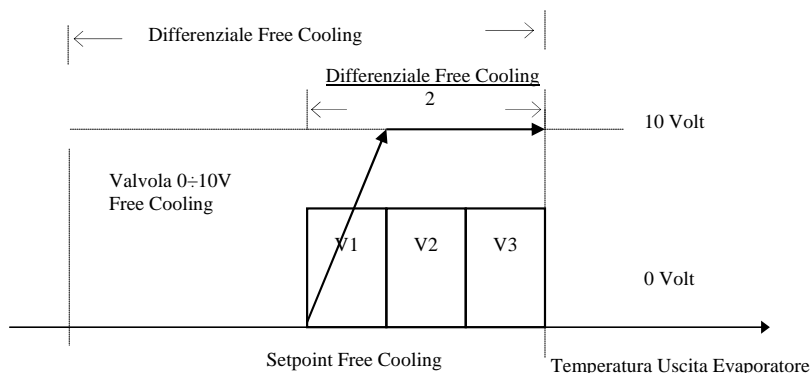 Differenziale Free Cooling
Differenziale Free Cooling
2
10 Volt
Valvola 0÷10V
Free Cooling
V1 V2 V3
0 Volt
Setpoint Free Cooling
Temperatura Uscita Evaporatore